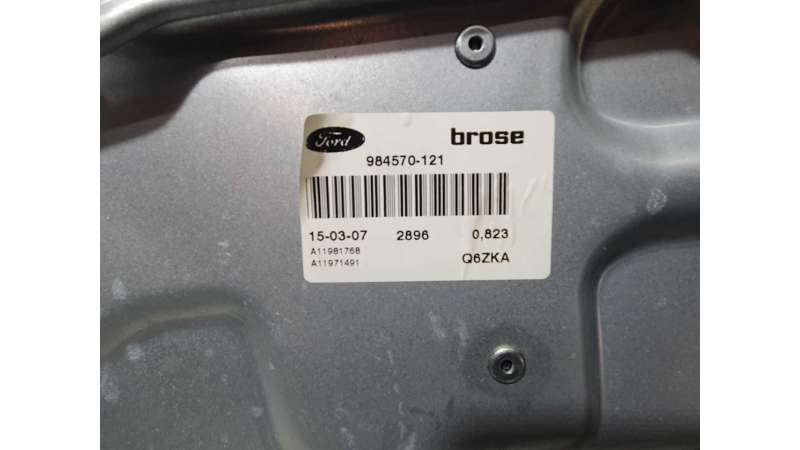 Ford brose
984570-121
15-03-07 2896 0,823
A11981768
A11971491 Q6ZKA